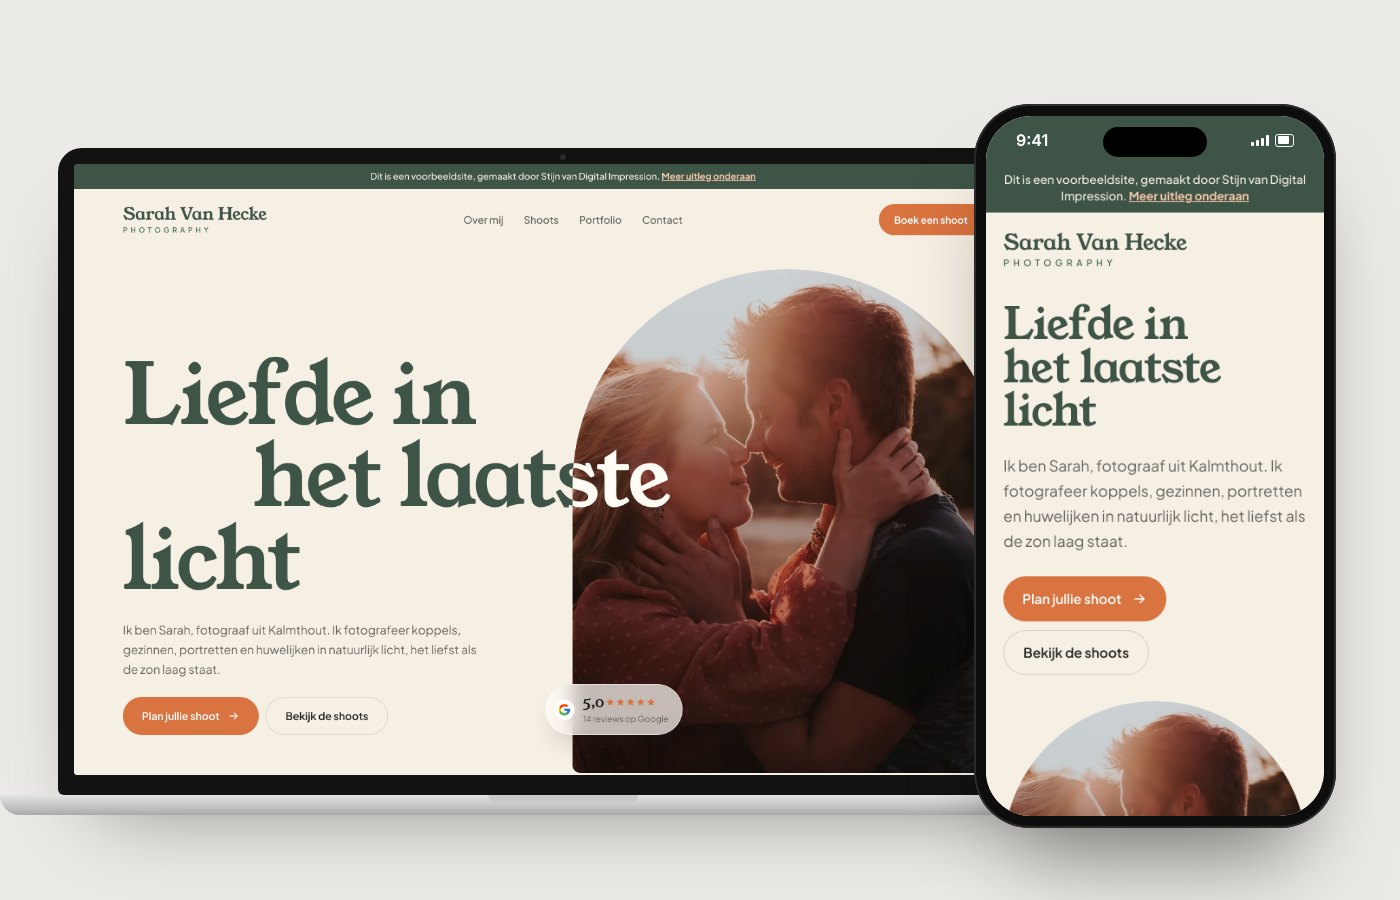 Dit is een voorbeeldsite, gemaakt door Stijn van Digital Impression. Meer uitleg onderaan
Sarah Van Hecke
PHOTOGRAPHY
Over mij
Shoots
Portfolio
Contact
Boek een shoot
Liefde in
het laatste
licht
Ik ben Sarah, fotograaf uit Kalmthout. Ik fotografeer koppels,
gezinnen, portretten en huwelijken in natuurlijk licht, het liefst als
de zon laag staat.
Plan jullie shoot →
Bekijk de shoots
5,0 ★★★★★
14 reviews op Google
9:41
Dit is een voorbeeldsite, gemaakt door Stijn van Digital
Impression. Meer uitleg onderaan
Sarah Van Hecke
PHOTOGRAPHY
Liefde in
het laatste
licht
Ik ben Sarah, fotograaf uit Kalmthout. Ik
fotografeer koppels, gezinnen, portretten
en huwelijken in natuurlijk licht, het liefst als
de zon laag staat.
Plan jullie shoot →
Bekijk de shoots